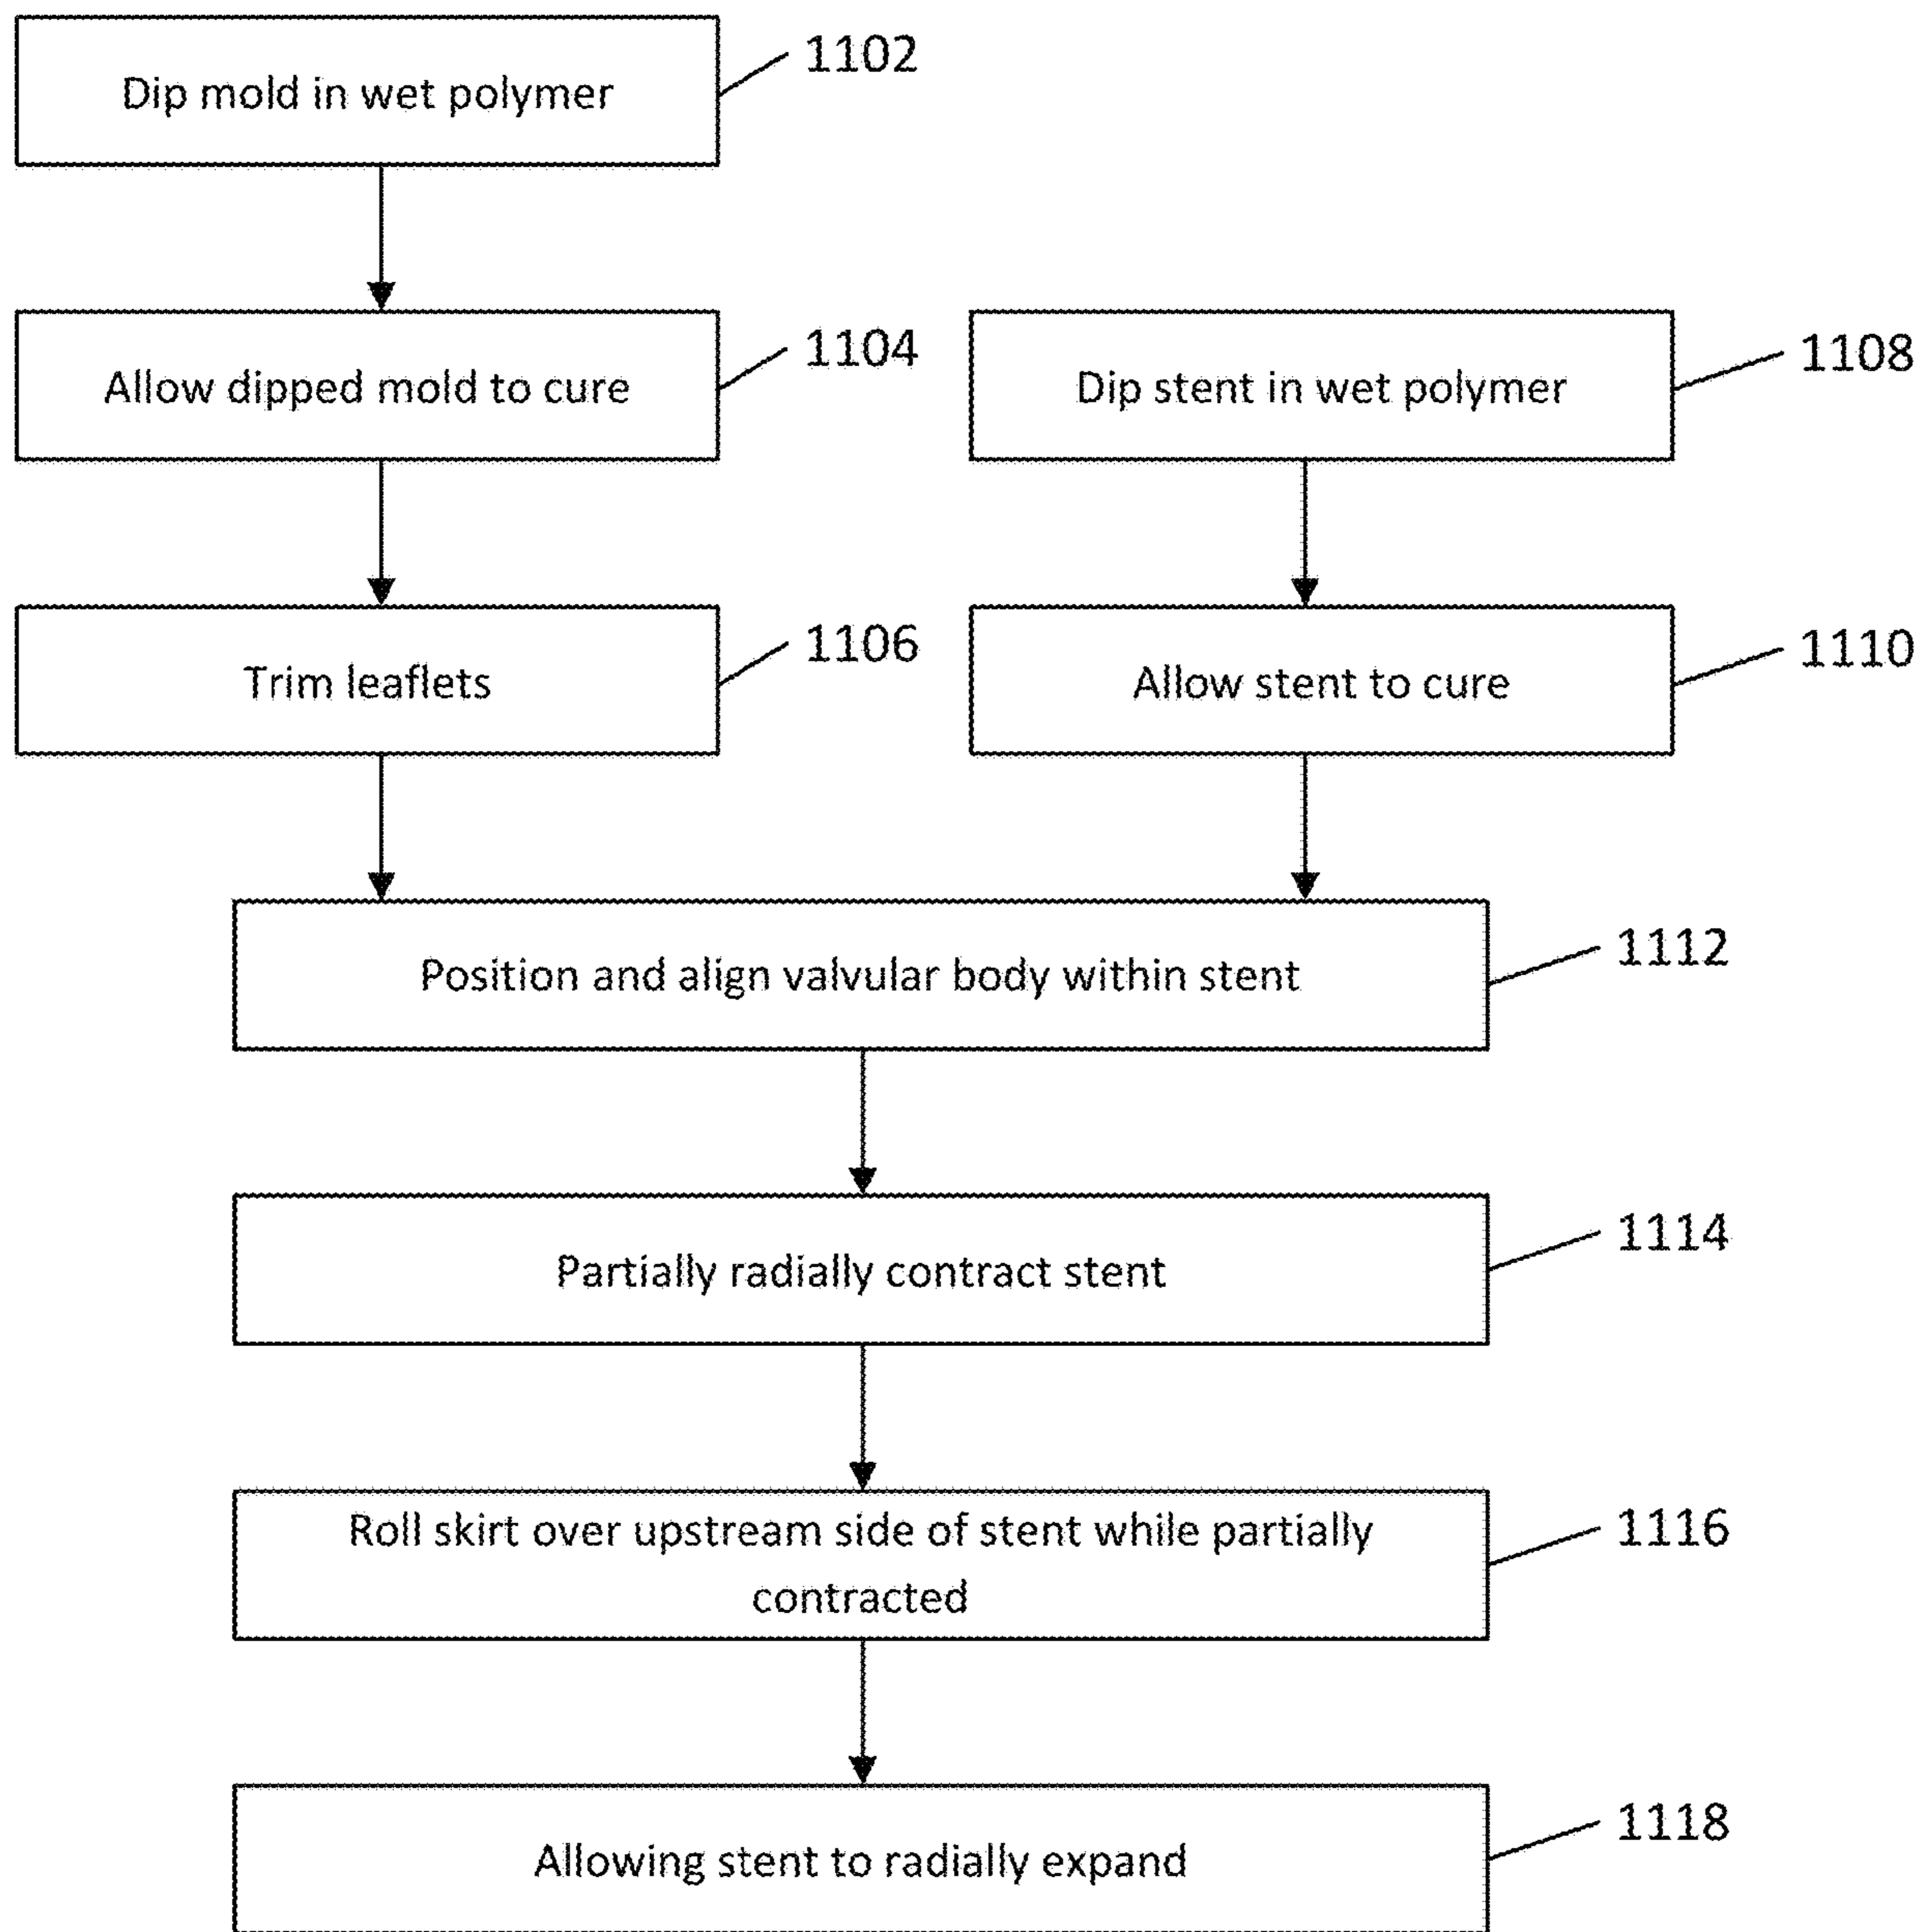 Dip mold in wet polymer
1102
Allow dipped mold to cure
1104
Dip stent in wet polymer
1108
Trim leaflets
1106
Allow stent to cure
1110
Position and align valvular body within stent
1112
Partially radially contract stent
1114
Roll skirt over upstream side of stent while partially
contracted
1116
Allowing stent to radially expand
1118